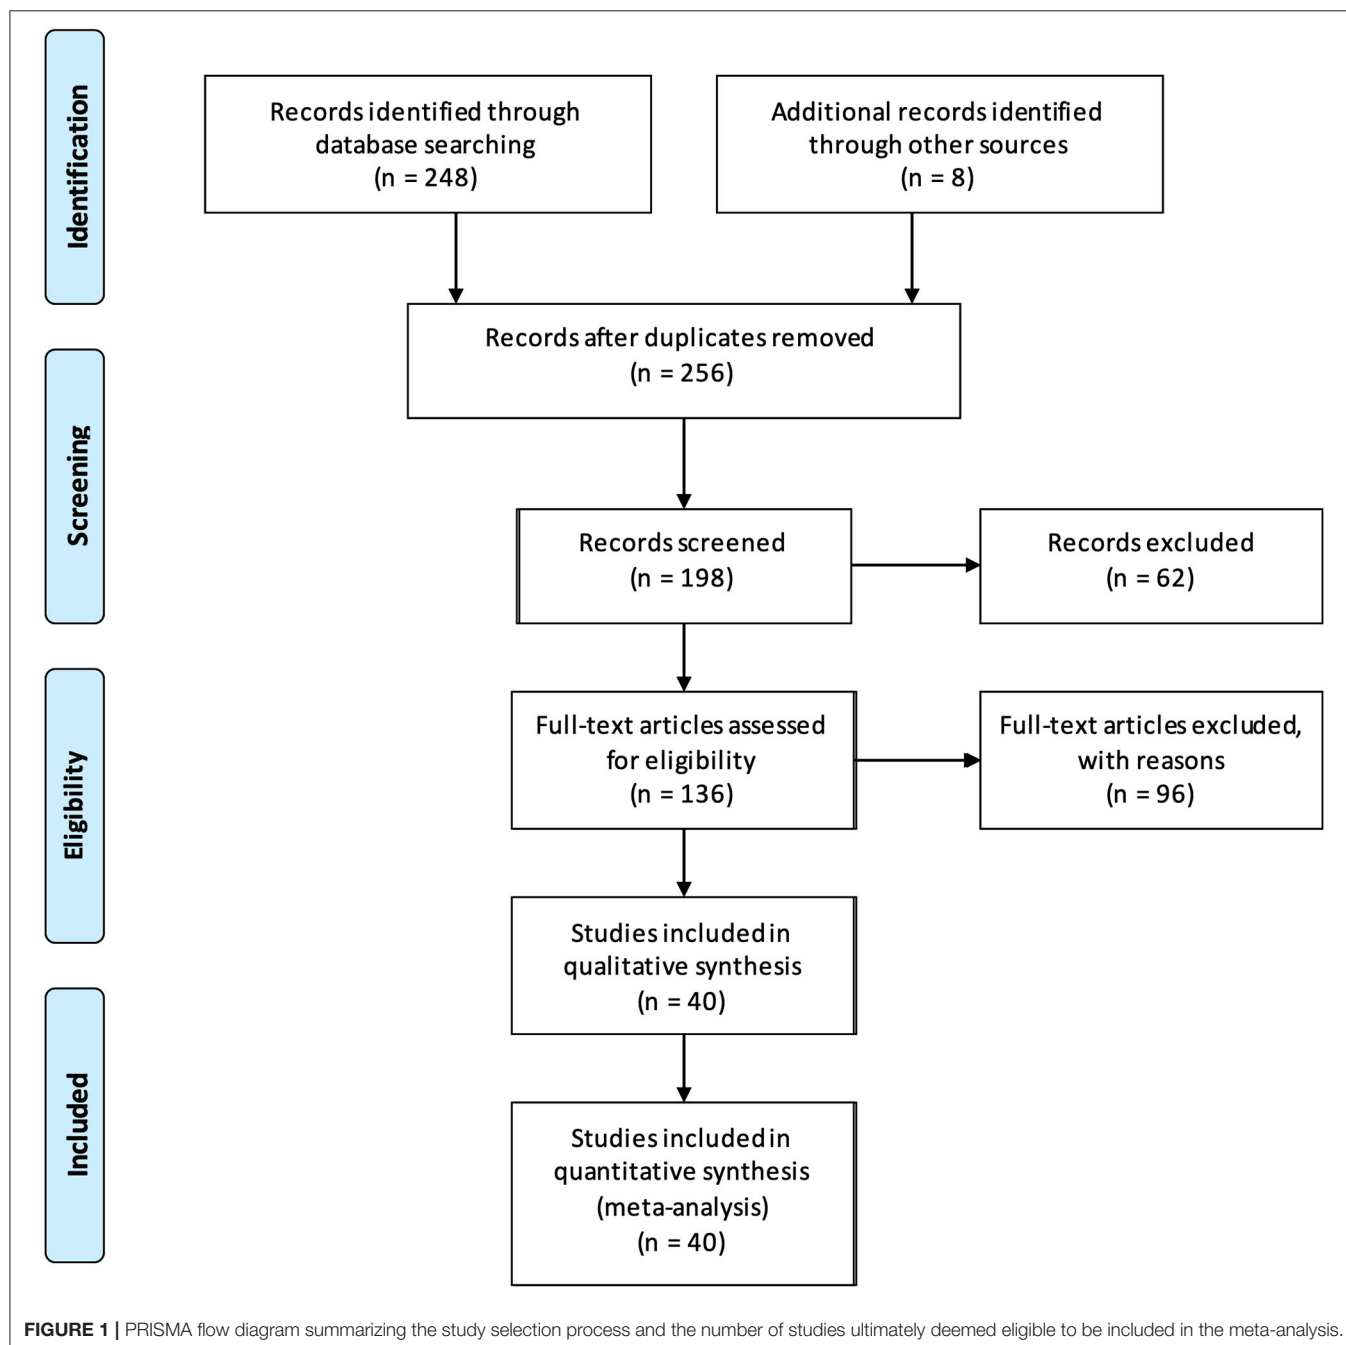 Identification
Records identified through
database searching
(n = 248)
Additional records identified
through other sources
(n = 8)
Records after duplicates removed
(n = 256)
Screening
Records screened
(n = 198)
Records excluded
(n = 62)
Eligibility
Full-text articles assessed
for eligibility
(n = 136)
Full-text articles excluded,
with reasons
(n = 96)
Studies included in
qualitative synthesis
(n = 40)
Included
Studies included in
quantitative synthesis
(meta-analysis)
(n = 40)
FIGURE 1 | PRISMA flow diagram summarizing the study selection process and the number of studies ultimately deemed eligible to be included in the meta-analysis.